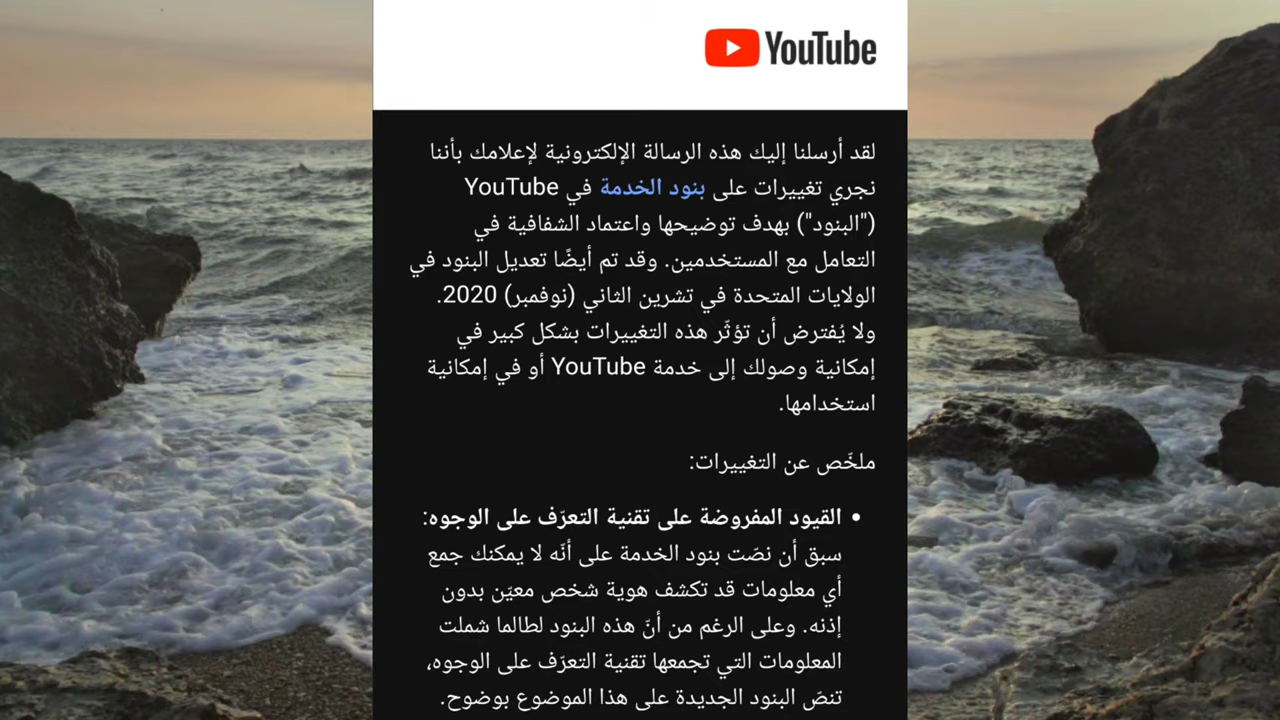 YouTube
لقد أرسلنا إليك هذه الرسالة الإلكترونية لإعلامك بأننا
نجري تغييرات على بنود الخدمة في YouTube
("البنود") بهدف توضيحها واعتماد الشفافية في
التعامل مع المستخدمين. وقد تم أيضًا تعديل البنود في
الولايات المتحدة في تشرين الثاني (نوفمبر) 2020.
ولا يُفترض أن تؤثّر هذه التغييرات بشكل كبير في
إمكانية وصولك إلى خدمة YouTube أو في إمكانية
استخدامها.
ملخّص عن التغييرات:
• القيود المفروضة على تقنية التعرّف على الوجوه:
سبق أن نصّت بنود الخدمة على أنّه لا يمكنك جمع
أي معلومات قد تكشف هوية شخص معيّن بدون
إذنه. وعلى الرغم من أنّ هذه البنود لطالما شملت
المعلومات التي تجمعها تقنية التعرّف على الوجوه،
تنصّ البنود الجديدة على هذا الموضوع بوضوح.